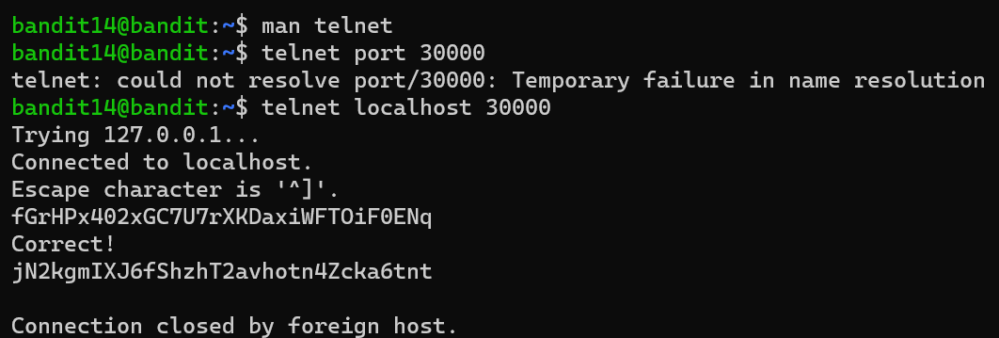 bandit14@bandit:~$ man telnet
bandit14@bandit:~$ telnet port 30000
telnet: could not resolve port/30000: Temporary failure in name resolution
bandit14@bandit:~$ telnet localhost 30000
Trying 127.0.0.1...
Connected to localhost.
Escape character is '^]'.
fGrHPx402xGC7U7rXKDaxiWFTOiF0ENq
Correct!
jN2kgmIXJ6fShzhT2avhotn4Zcka6tnt
Connection closed by foreign host.